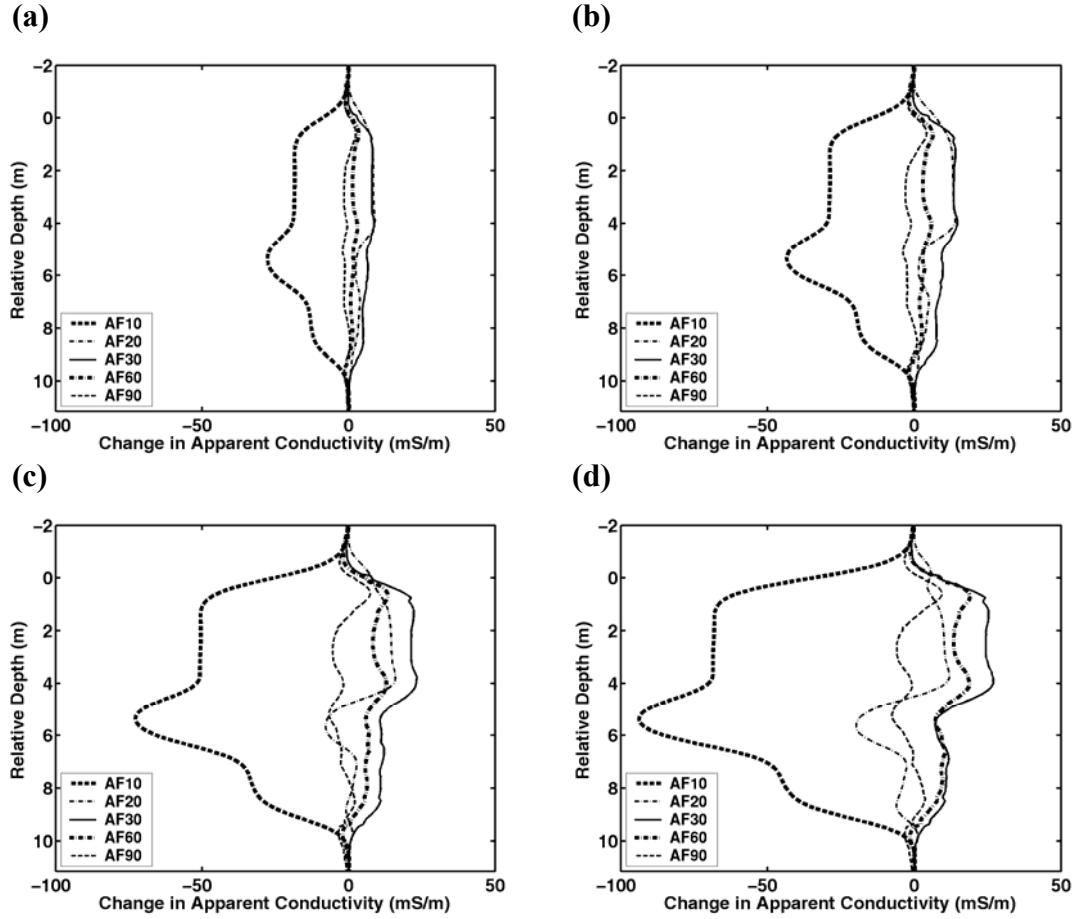 (a)
(b)
−2
0
2
4
6
8
10
Relative Depth (m)
AF10
AF20
AF30
AF60
AF90
−100
−50
0
50
Change in Apparent Conductivity (mS/m)
−2
0
2
4
6
8
10
Relative Depth (m)
AF10
AF20
AF30
AF60
AF90
−100
−50
0
50
Change in Apparent Conductivity (mS/m)
(c)
(d)
−2
0
2
4
6
8
10
Relative Depth (m)
AF10
AF20
AF30
AF60
AF90
−100
−50
0
50
Change in Apparent Conductivity (mS/m)
−2
0
2
4
6
8
10
Relative Depth (m)
AF10
AF20
AF30
AF60
AF90
−100
−50
0
50
Change in Apparent Conductivity (mS/m)